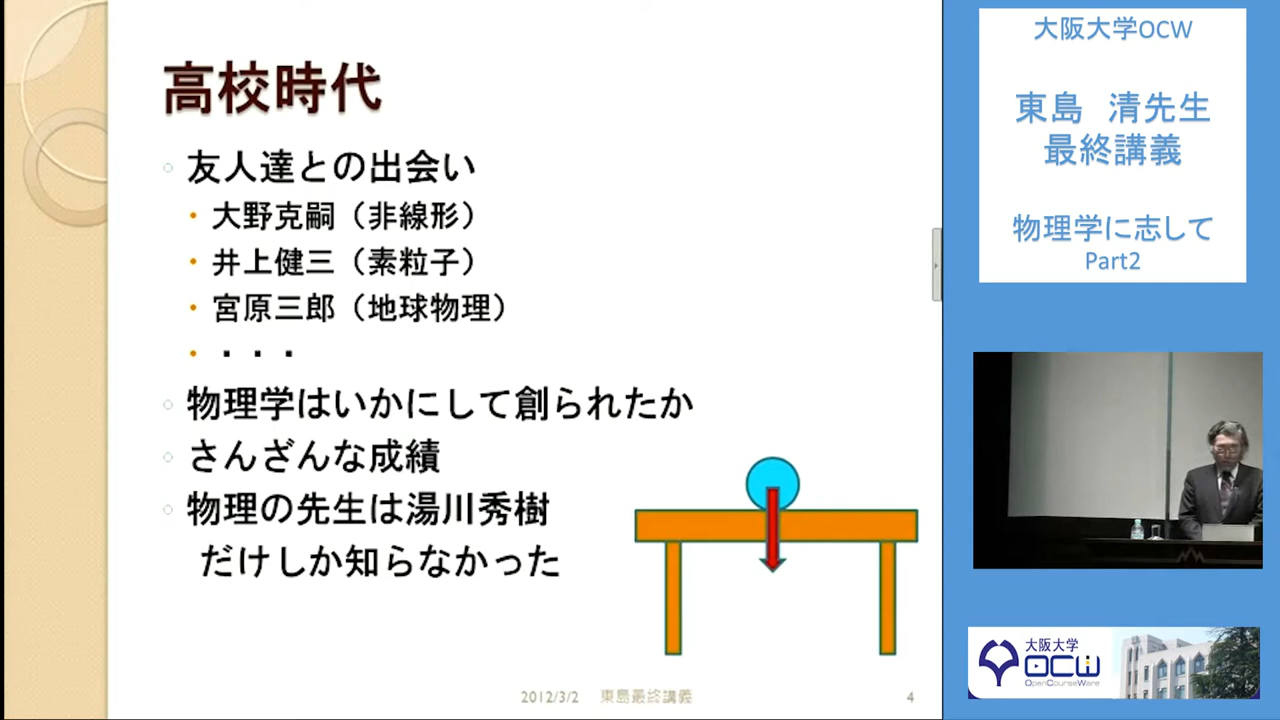 高校時代
友人達との出会い
大野克嗣（非線形）
井上健三（素粒子）
宮原三郎（地球物理）
・・・
物理学はいかにして創られたか
さんざんな成績
物理の先生は湯川秀樹
だけしか知らなかった
2012/3/2 東島最終講義 4
大阪大学OCW
東島 清先生
最終講義
物理学に志して
Part2
大阪大学
OCW
OpenCourseWare